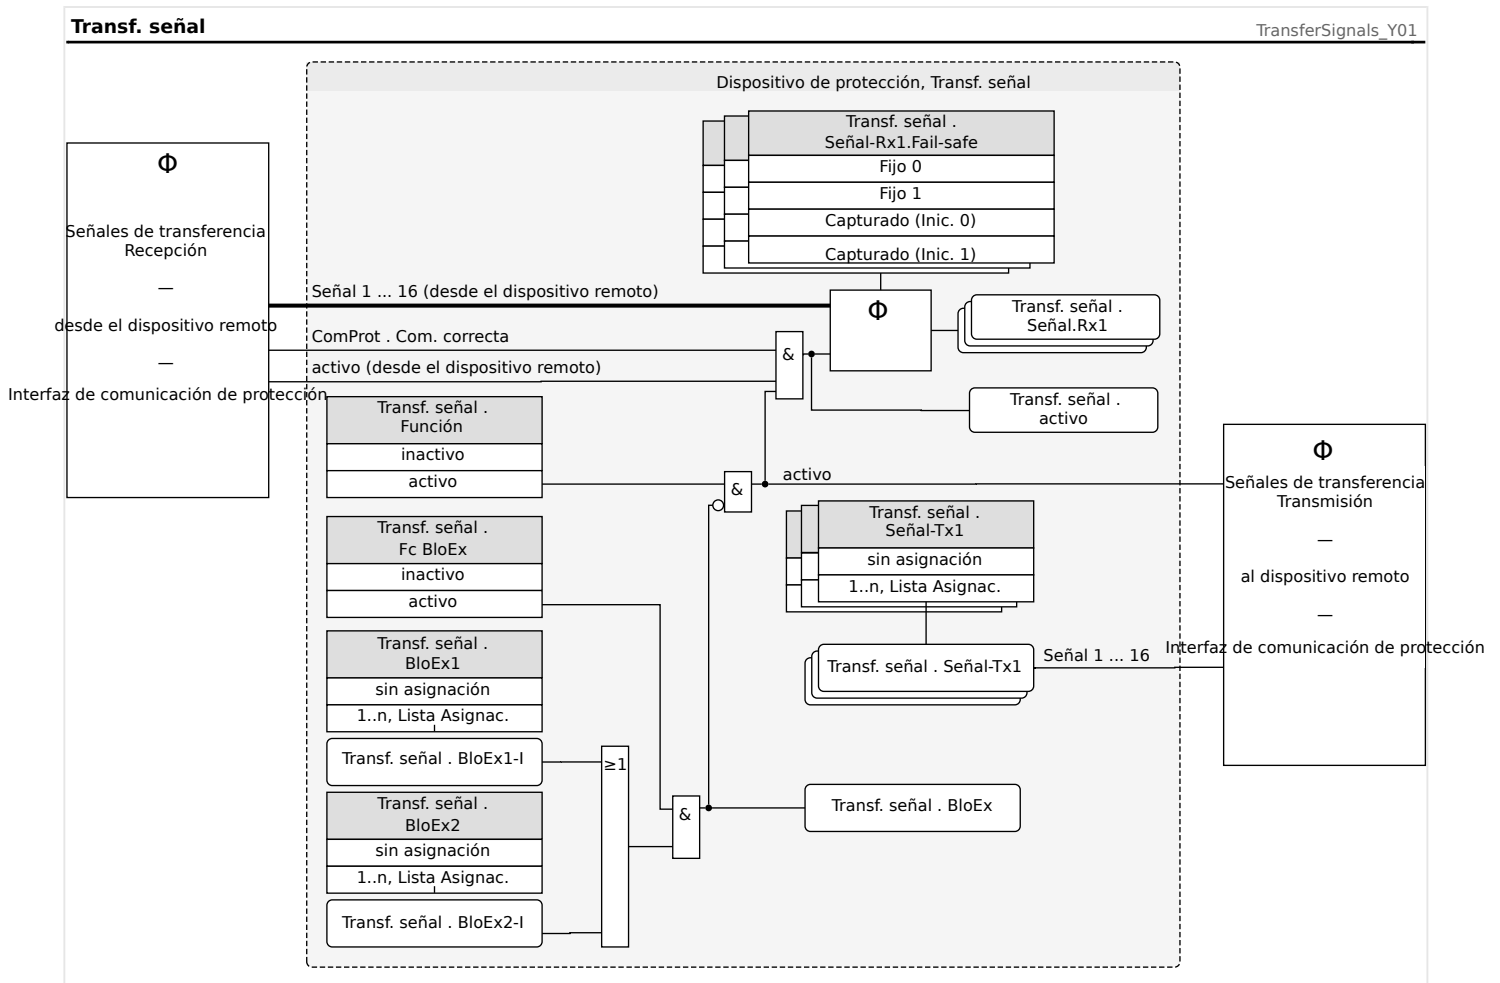 Transf. señal
TransferSignals_Y01
Dispositivo de protección, Transf. señal
Transf. señal .
Señal-Rx1.Fail-safe
Fijo 0
Fijo 1
Capturado (Inic. 0)
Capturado (Inic. 1)
Φ
Señales de transferencia
Recepción
—
desde el dispositivo remoto
—
Interfaz de comunicación de protección
Señal 1 ... 16 (desde el dispositivo remoto)
ComProt . Com. correcta
activo (desde el dispositivo remoto)
&
Φ
Transf. señal .
Señal.Rx1
Transf. señal .
activo
Transf. señal .
Función
inactivo
activo
&
activo
Φ
Señales de transferencia
Transmisión
—
al dispositivo remoto
—
Interfaz de comunicación de protección
Transf. señal .
Fc BloEx
inactivo
activo
Transf. señal .
Señal-Tx1
sin asignación
1..n, Lista Asignac.
Transf. señal . Señal-Tx1
Señal 1 ... 16
Transf. señal .
BloEx1
sin asignación
1..n, Lista Asignac.
Transf. señal . BloEx1-I
≥1
&
Transf. señal . BloEx
Transf. señal .
BloEx2
sin asignación
1..n, Lista Asignac.
Transf. señal . BloEx2-I